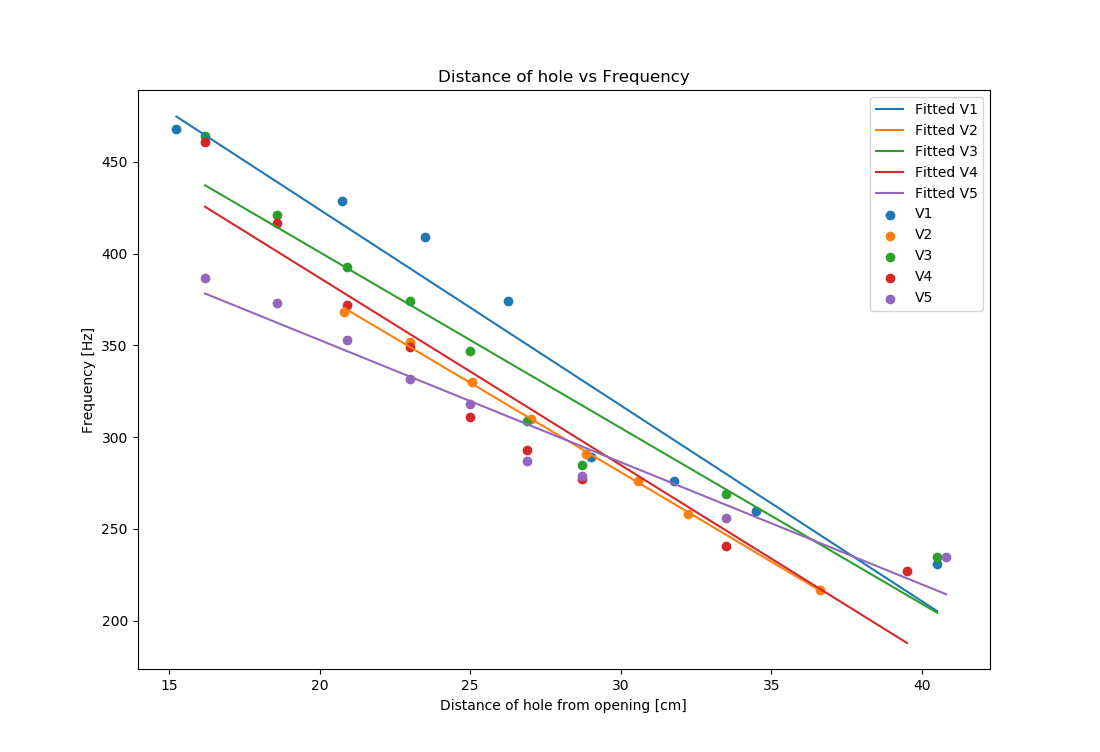 Distance of hole vs Frequency
Fitted V1
Fitted V2
Fitted V3
Fitted V4
Fitted V5
V1
V2
V3
V4
V5
450
400
350
300
250
200
Frequency [Hz]
15 20 25 30 35 40
Distance of hole from opening [cm]